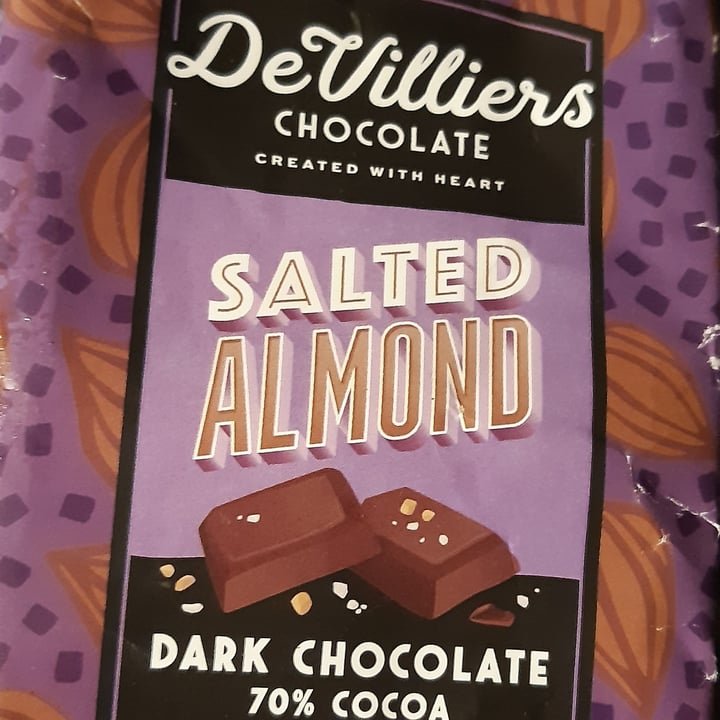 DeVilliers
CHOCOLATE
CREATED WITH HEART
SALTED
ALMOND
DARK CHOCOLATE
70% COCOA